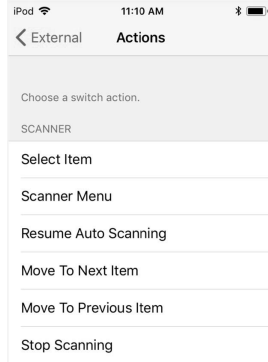 iPod 11:10 AM
External Actions
Choose a switch action.
SCANNER
Select Item
Scanner Menu
Resume Auto Scanning
Move To Next Item
Move To Previous Item
Stop Scanning